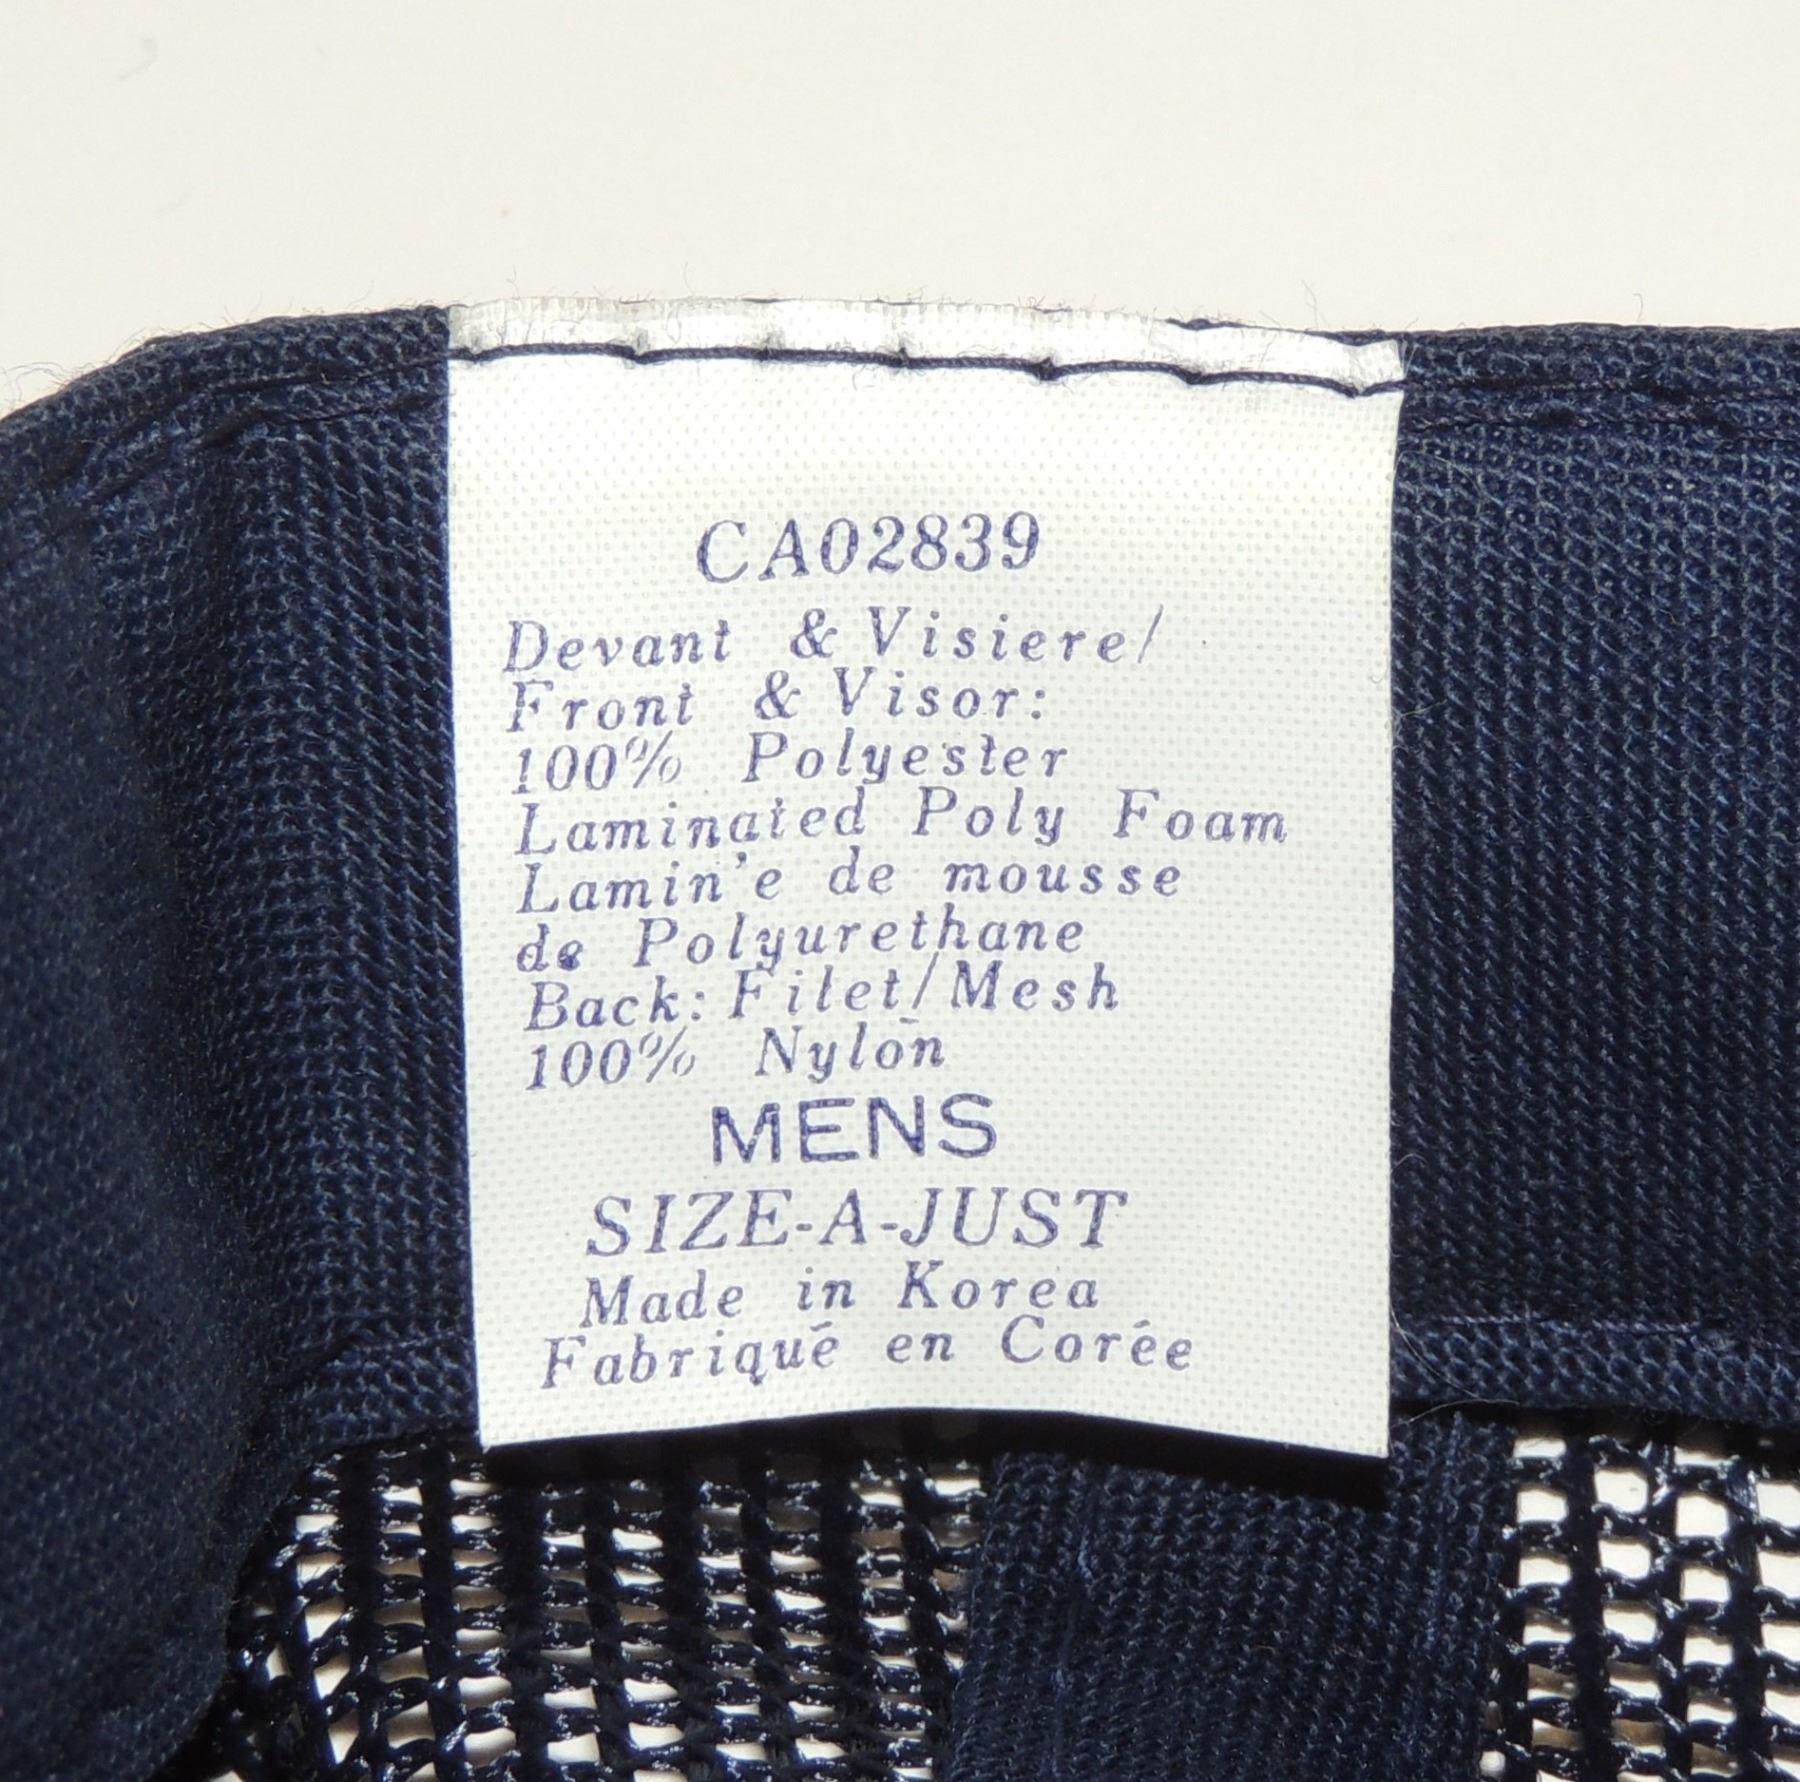 CA02839
Devant & Visiere/
Front & Visor:
100% Polyester
Laminated Poly Foam
Lamin'e de mousse
de Polyurethane
Back: Filet/Mesh
100% Nylon
MENS
SIZE-A-JUST
Made in Korea
Fabriqué en Corée